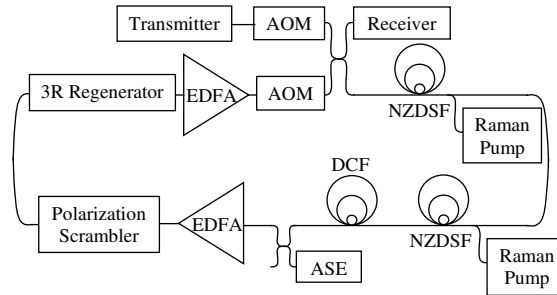 Transmitter
AOM
Receiver
3R Regenerator
EDFA
AOM
NZDSF
Raman
Pump
DCF
Polarization
Scrambler
EDFA
NZDSF
ASE
Raman
Pump